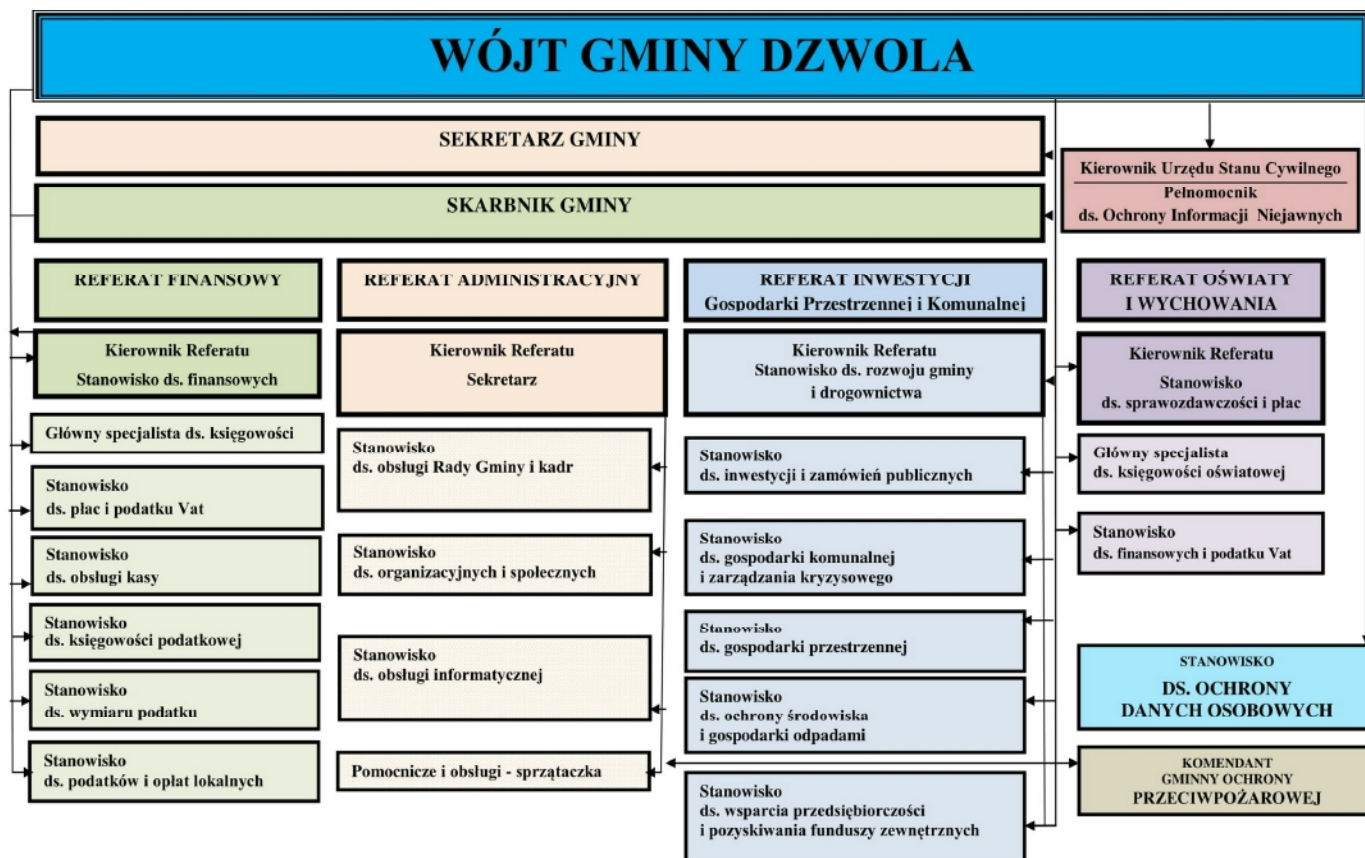 WÓJT GMINY DZWOLA
SEKRETARZ GMINY
SKARBNIK GMINY
Kierownik Urzędu Stanu Cywilnego
Pełnomocnik
ds. Ochrony Informacji Niejawnych
REFERAT FINANSOWY
Kierownik Referatu
Stanowisko ds. finansowych
Główny specjalista ds. księgowości
Stanowisko
ds. płac i podatku Vat
Stanowisko
ds. obsługi kasy
Stanowisko
ds. księgowości podatkowej
Stanowisko
ds. wymiaru podatku
Stanowisko
ds. podatków i opłat lokalnych
REFERAT ADMINISTRACYJNY
Kierownik Referatu
Sekretarz
Stanowisko
ds. obsługi Rady Gminy i kadr
Stanowisko
ds. organizacyjnych i społecznych
Stanowisko
ds. obsługi informatycznej
Pomocnicze i obsługi - sprzątaczka
REFERAT INWESTYCJI
Gospodarki Przestrzennej i Komunalnej
Kierownik Referatu
Stanowisko ds. rozwoju gminy
i drogownictwa
Stanowisko
ds. inwestycji i zamówień publicznych
Stanowisko
ds. gospodarki komunalnej
i zarządzania kryzysowego
Stanowisko
ds. gospodarki przestrzennej
Stanowisko
ds. ochrony środowiska
i gospodarki odpadami
Stanowisko
ds. wsparcia przedsiębiorczości
i pozyskiwania funduszy zewnętrznych
REFERAT OŚWIATY
I WYCHOWANIA
Kierownik Referatu
Stanowisko
ds. sprawozdawczości i płac
Główny specjalista
ds. księgowości oświatowej
Stanowisko
ds. finansowych i podatku Vat
STANOWISKO
DS. OCHRONY
DANYCH OSOBOWYCH
KOMENDANT
GMINNY OCHRONY
PRZECIWPOŻAROWEJ